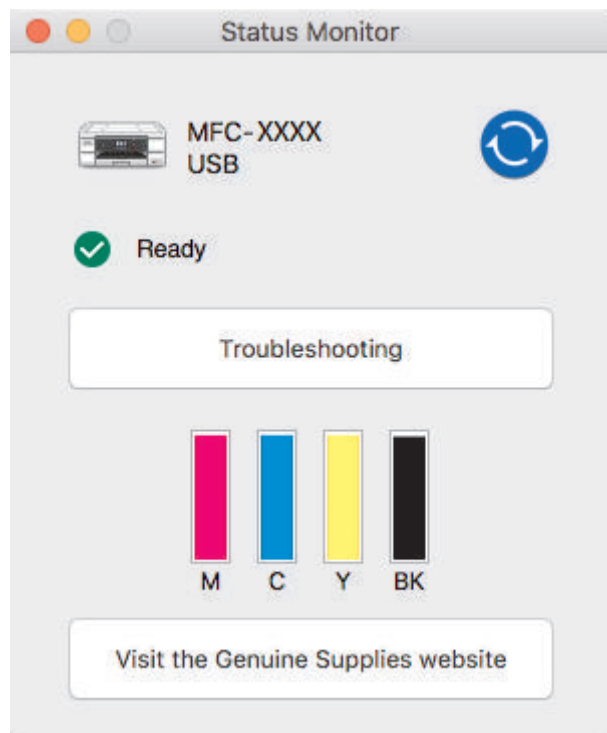 Status Monitor
MFC-XXXX
USB
Ready
Troubleshooting
M C Y BK
Visit the Genuine Supplies website